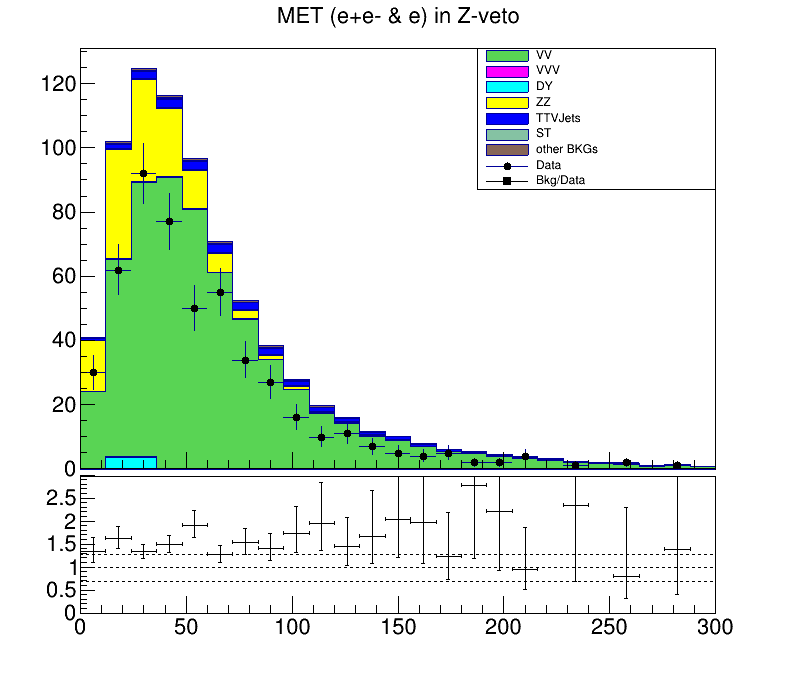 MET (e+e- & e) in Z-veto
VV
VVV
DY
ZZ
TTVJets
ST
other BKGs
Data
Bkg/Data
120
100
80
60
40
20
0
2.5
2
1.5
1
0.5
0
0 50 100 150 200 250 300